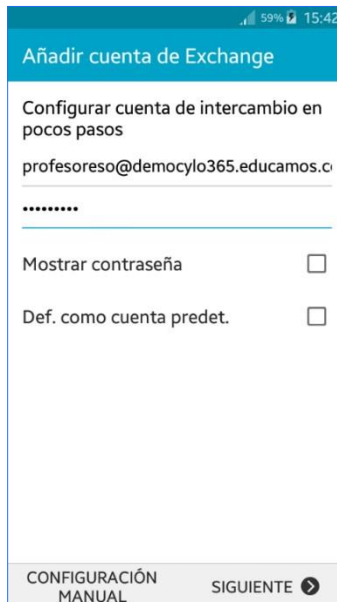 59% 15:42
Añadir cuenta de Exchange
Configurar cuenta de intercambio en
pocos pasos
profesoreso@democylo365.educamos.c
•••••••••
Mostrar contraseña
Def. como cuenta predet.
CONFIGURACIÓN
MANUAL
SIGUIENTE